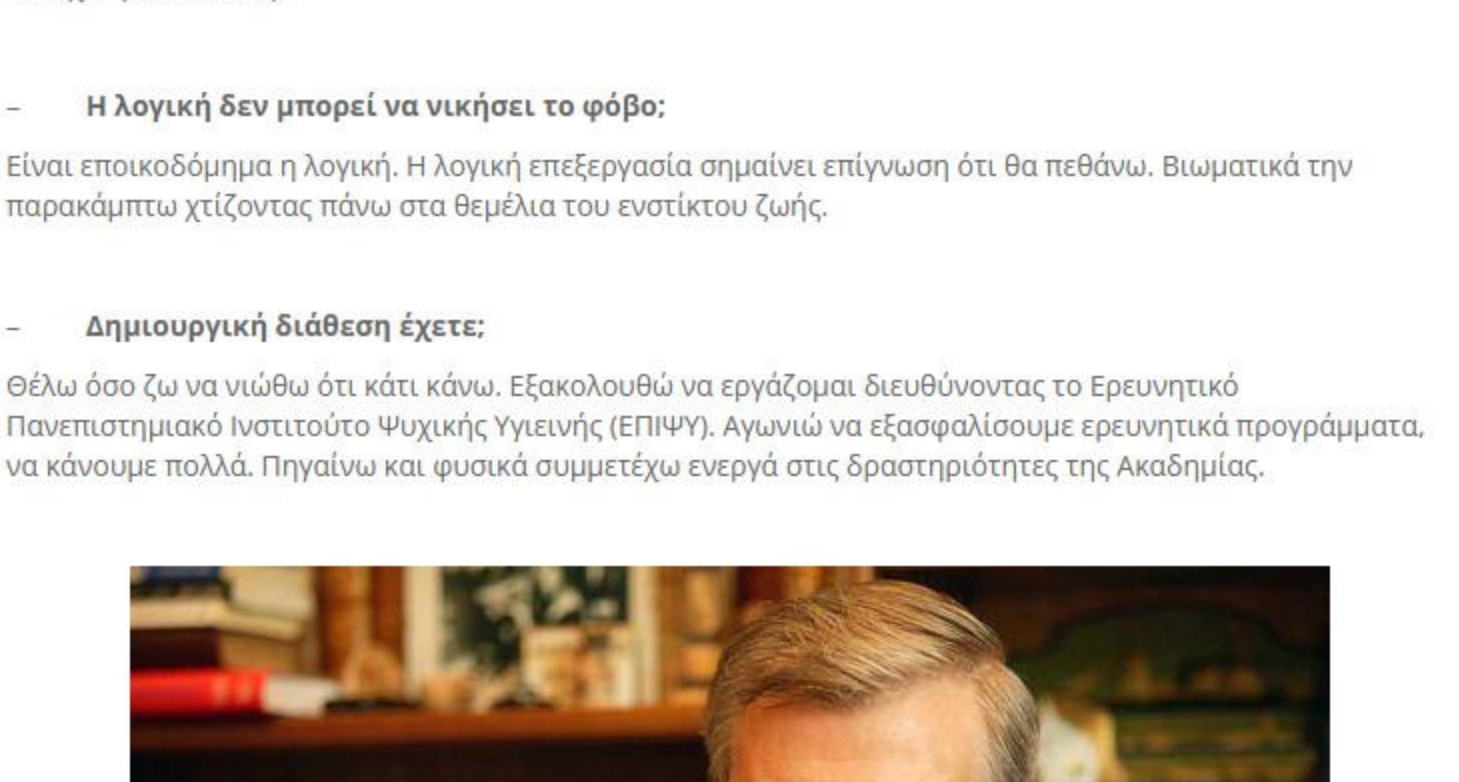 – Η λογική δεν μπορεί να νικήσει το φόβο;
Είναι εποικοδόμημα η λογική. Η λογική επεξεργασία σημαίνει επίγνωση ότι θα πεθάνω. Βιωματικά την
παρακάμπτω χτίζοντας πάνω στα θεμέλια του ενστίκτου ζωής.
– Δημιουργική διάθεση έχετε;
Θέλω όσο ζω να νιώθω ότι κάτι κάνω. Εξακολουθώ να εργάζομαι διευθύνοντας το Ερευνητικό
Πανεπιστημιακό Ινστιτούτο Ψυχικής Υγιεινής (ΕΠΙΨΥ). Αγωνιώ να εξασφαλίσουμε ερευνητικά προγράμματα,
να κάνουμε πολλά. Πηγαίνω και φυσικά συμμετέχω ενεργά στις δραστηριότητες της Ακαδημίας.